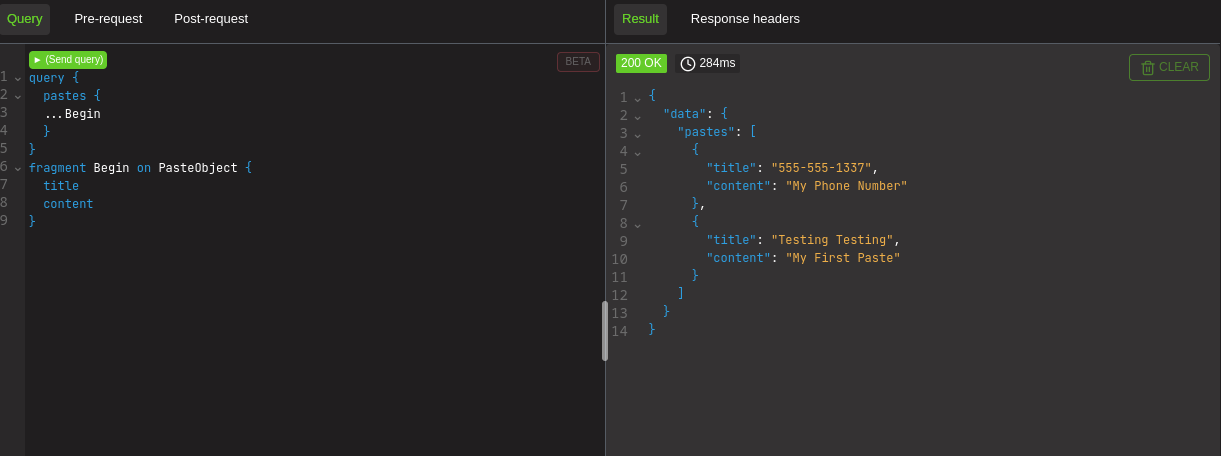 Query Pre-request Post-request
► (Send query)
BETA
1 query {
2 pastes {
3 ...Begin
4 }
5 }
6 fragment Begin on PasteObject {
7 title
8 content
9 }
Result Response headers
200 OK 284ms CLEAR
1 {
2 "data": {
3 "pastes": [
4 {
5 "title": "555-555-1337",
6 "content": "My Phone Number"
7 },
8 {
9 "title": "Testing Testing",
10 "content": "My First Paste"
11 }
12 ]
13 }
14 }